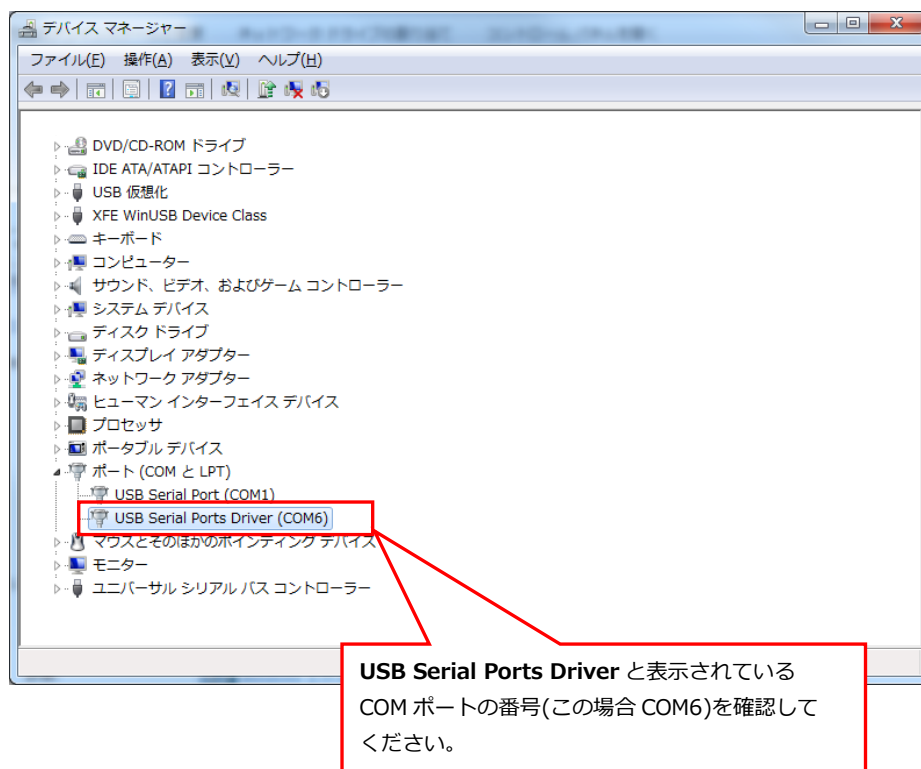 デバイス マネージャー
ファイル(F) 操作(A) 表示(V) ヘルプ(H)
DVD/CD-ROM ドライブ
IDE ATA/ATAPI コントローラー
USB 仮想化
XFE WinUSB Device Class
キーボード
コンピューター
サウンド、ビデオ、およびゲーム コントローラー
システム デバイス
ディスク ドライブ
ディスプレイ アダプター
ネットワーク アダプター
ヒューマン インターフェイス デバイス
プロセッサ
ポータブル デバイス
ポート (COM と LPT)
USB Serial Port (COM1)
USB Serial Ports Driver (COM6)
マウスとそのほかのポインティング デバイス
モニター
ユニバーサル シリアル バス コントローラー
USB Serial Ports Driver と表示されている
COM ポートの番号(この場合 COM6)を確認して
ください。